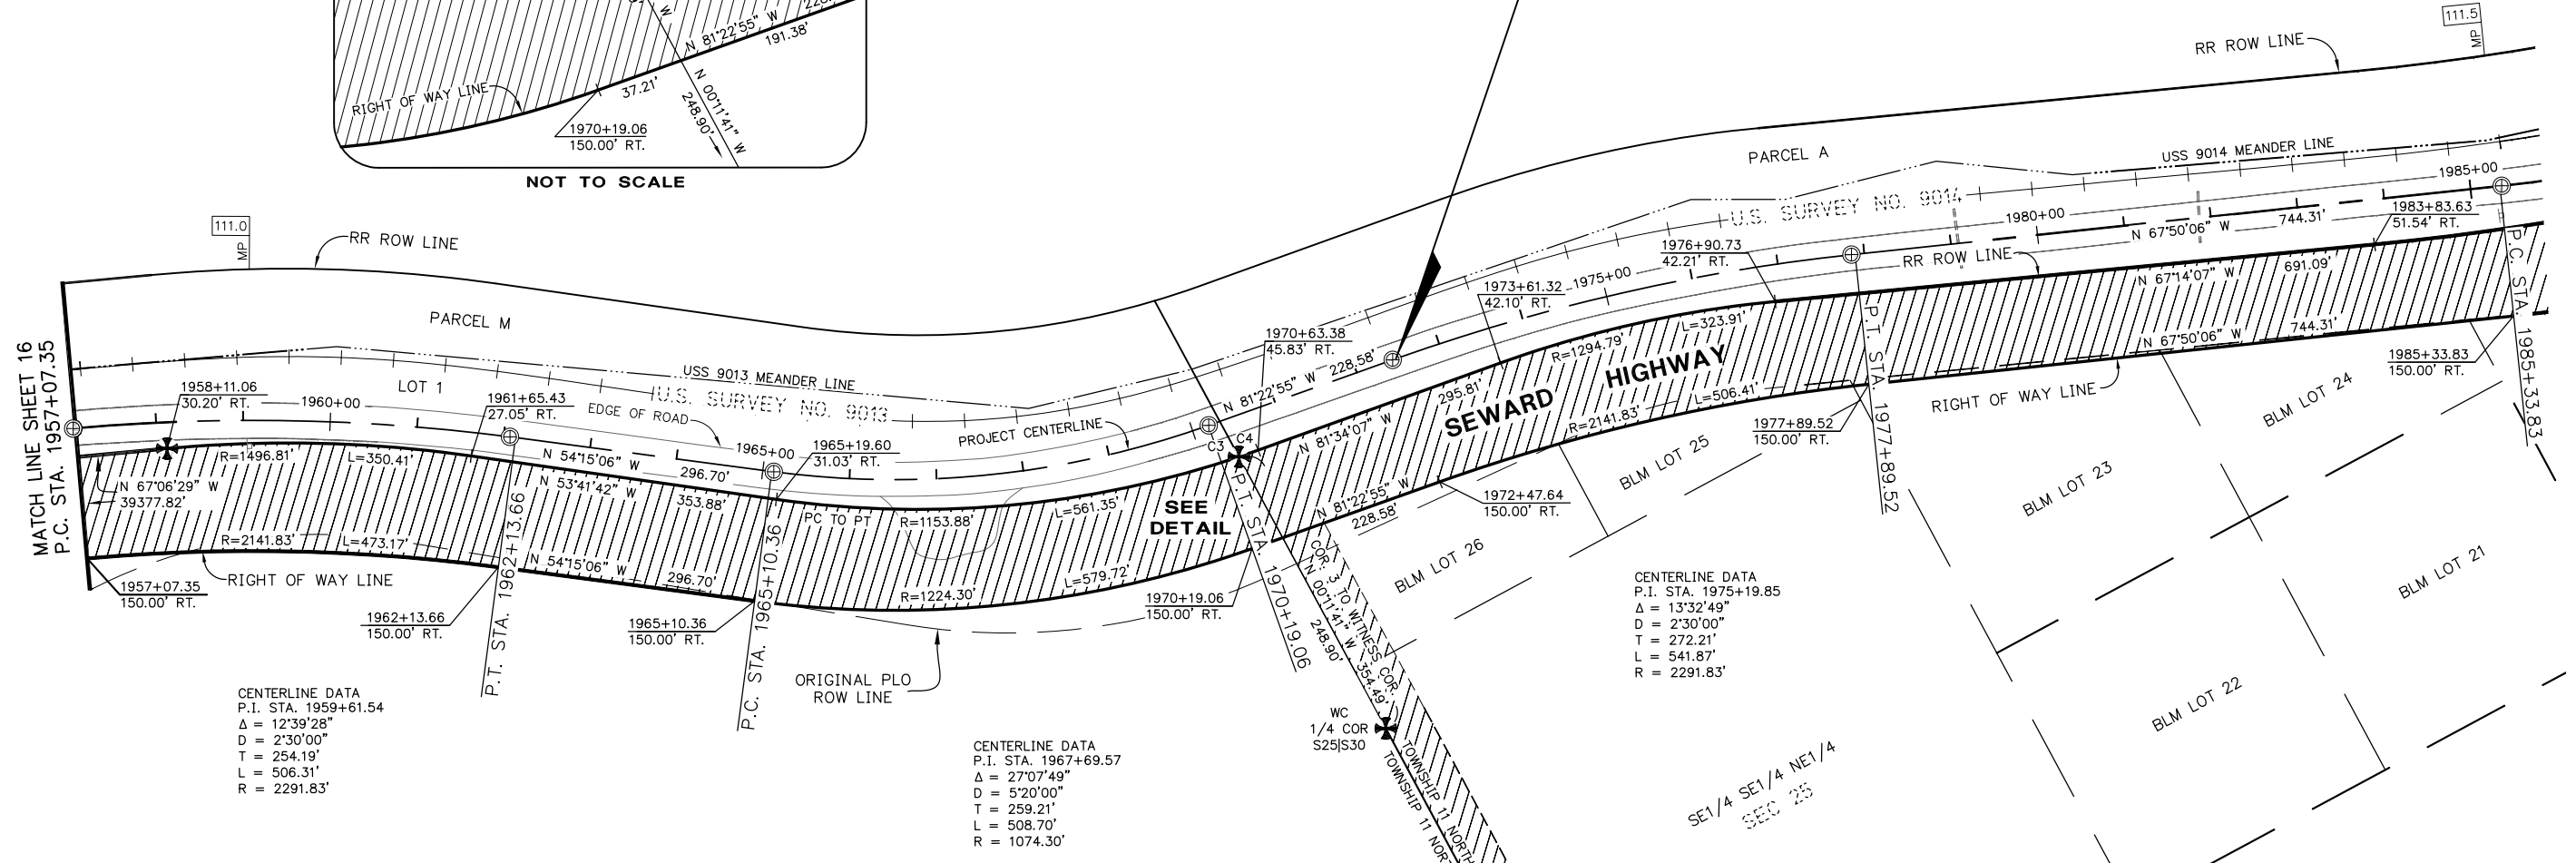 N 81°22'55" W
191.38'
RIGHT OF WAY LINE
37.21'
N 00°11'41" W
248.90'
1970+19.06
150.00' RT.
NOT TO SCALE
111.5
MP
RR ROW LINE
111.0
MP
RR ROW LINE
PARCEL A
USS 9014 MEANDER LINE
1985+00
U.S. SURVEY NO. 9014
1980+00
N 67°50'06" W
744.31'
1983+83.63
51.54' RT.
1976+90.73
42.21' RT.
RR ROW LINE
1975+00
1973+61.32
42.10' RT.
N 67°14'07" W
691.09'
PARCEL M
1970+63.38
45.83' RT.
L=323.91'
R=1294.79'
N 67°50'06" W
744.31'
MATCH LINE SHEET 16
P.C. STA. 1957+07.35
USS 9013 MEANDER LINE
LOT 1
1958+11.06
30.20' RT.
1960+00
U.S. SURVEY NO. 9013
1961+65.43
27.05' RT.
EDGE OF ROAD
N 81°22'55" W
228.58'
SEWARD HIGHWAY
295.81'
R=2141.83'
L=506.41'
1985+33.83
150.00' RT.
RIGHT OF WAY LINE
1977+89.52
150.00' RT.
P.T. STA. 1977+89.52
P.C. STA. 1985+33.83
PROJECT CENTERLINE
1965+00
1965+19.60
31.03' RT.
C3
C4
N 81°34'07" W
R=1496.81'
L=350.41'
N 54°15'06" W
296.70'
N 67°06'29" W
39377.82'
N 53°41'42" W
353.88'
PC TO PT
R=1153.88'
L=561.35'
SEE
DETAIL
N 81°22'55" W
228.58'
1972+47.64
150.00' RT.
R=2141.83'
L=473.17'
N 54°15'06" W
296.70'
R=1224.30'
L=579.72'
RIGHT OF WAY LINE
1957+07.35
150.00' RT.
1962+13.66
150.00' RT.
P.T. STA. 1962+13.66
1965+10.36
150.00' RT.
P.C. STA. 1965+10.36
1970+19.06
150.00' RT.
P.T. STA. 1970+19.06
ORIGINAL PLO
ROW LINE
COR. 3 TO WITNESS COR.
N 00°11'41" W 354.49'
248.90'
WC
1/4 COR
S25|S30
TOWNSHIP 11 NORTH
TOWNSHIP 11 NORTH
BLM LOT 26
BLM LOT 25
BLM LOT 24
BLM LOT 23
BLM LOT 22
BLM LOT 21
SE1/4 SE1/4 NE1/4
SEC 25
CENTERLINE DATA
P.I. STA. 1959+61.54
Δ = 12°39'28"
D = 2°30'00"
T = 254.19'
L = 506.31'
R = 2291.83'
CENTERLINE DATA
P.I. STA. 1967+69.57
Δ = 27°07'49"
D = 5°20'00"
T = 259.21'
L = 508.70'
R = 1074.30'
CENTERLINE DATA
P.I. STA. 1975+19.85
Δ = 13°32'49"
D = 2°30'00"
T = 272.21'
L = 541.87'
R = 2291.83'